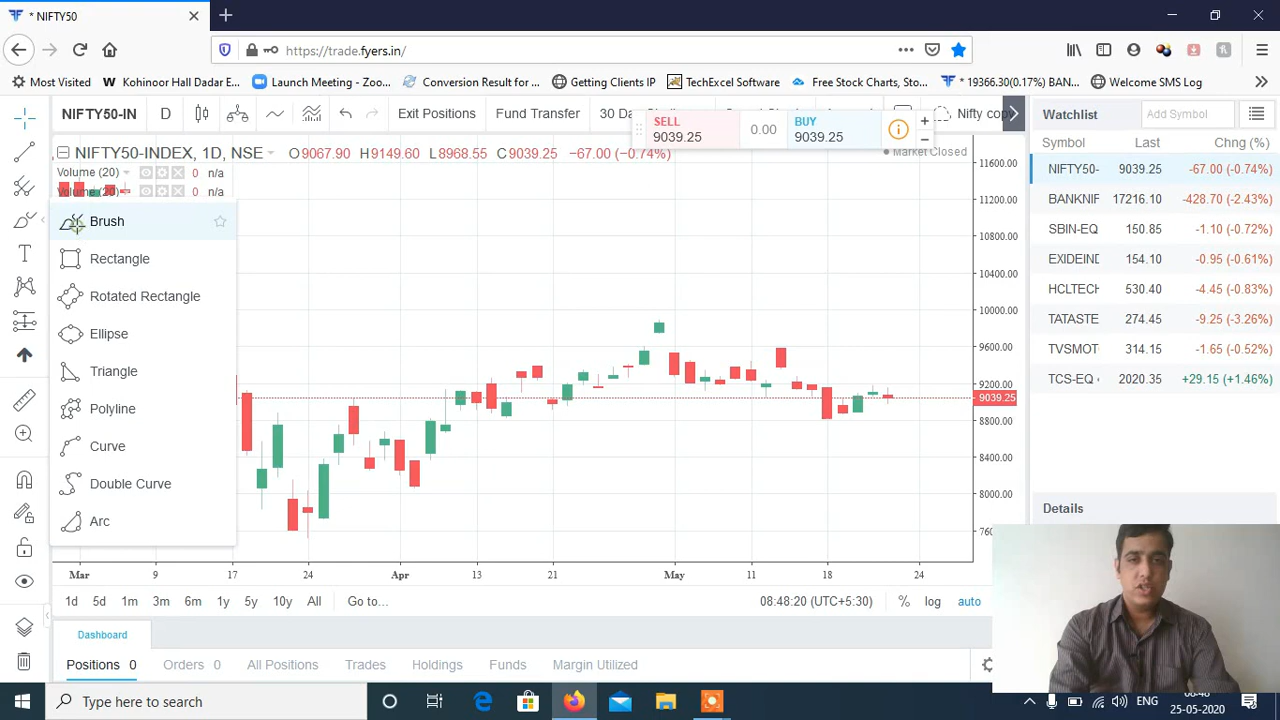 * NIFTY50
https://trade.fyers.in/
Most Visited
Kohinoor Hall Dadar E...
Launch Meeting - Zoo...
Conversion Result for ...
Getting Clients IP
TechExcel Software
Free Stock Charts, Sto...
* 19366.30(0.17%) BAN...
Welcome SMS Log
NIFTY50-IN
D
Exit Positions
Fund Transfer
30 Da
Nifty cop
SELL
9039.25
0.00
BUY
9039.25
Market Closed
NIFTY50-INDEX, 1D, NSE
O9067.90 H9149.60 L8968.55 C9039.25 -67.00 (-0.74%)
Volume (20) 0 n/a
Volume (20) 0 n/a
Brush
Rectangle
Rotated Rectangle
Ellipse
Triangle
Polyline
Curve
Double Curve
Arc
11600.00
11200.00
10800.00
10400.00
10000.00
9600.00
9200.00
9039.25
8800.00
8400.00
8000.00
Mar 9 17 24 Apr 13 21 May 11 18 24
1d 5d 1m 3m 6m 1y 5y 10y All Go to...
08:48:20 (UTC+5:30) % log auto
Dashboard
Positions 0 Orders 0 All Positions Trades Holdings Funds Margin Utilized
Watchlist
Add Symbol
Symbol Last Chng (%)
NIFTY50- 9039.25 -67.00 (-0.74%)
BANKNIF 17216.10 -428.70 (-2.43%)
SBIN-EQ 150.85 -1.10 (-0.72%)
EXIDEIND 154.10 -0.95 (-0.61%)
HCLTECH 530.40 -4.45 (-0.83%)
TATASTE 274.45 -9.25 (-3.26%)
TVSMOT 314.15 -1.65 (-0.52%)
TCS-EQ 2020.35 +29.15 (+1.46%)
Details
Type here to search
ENG
25-05-2020